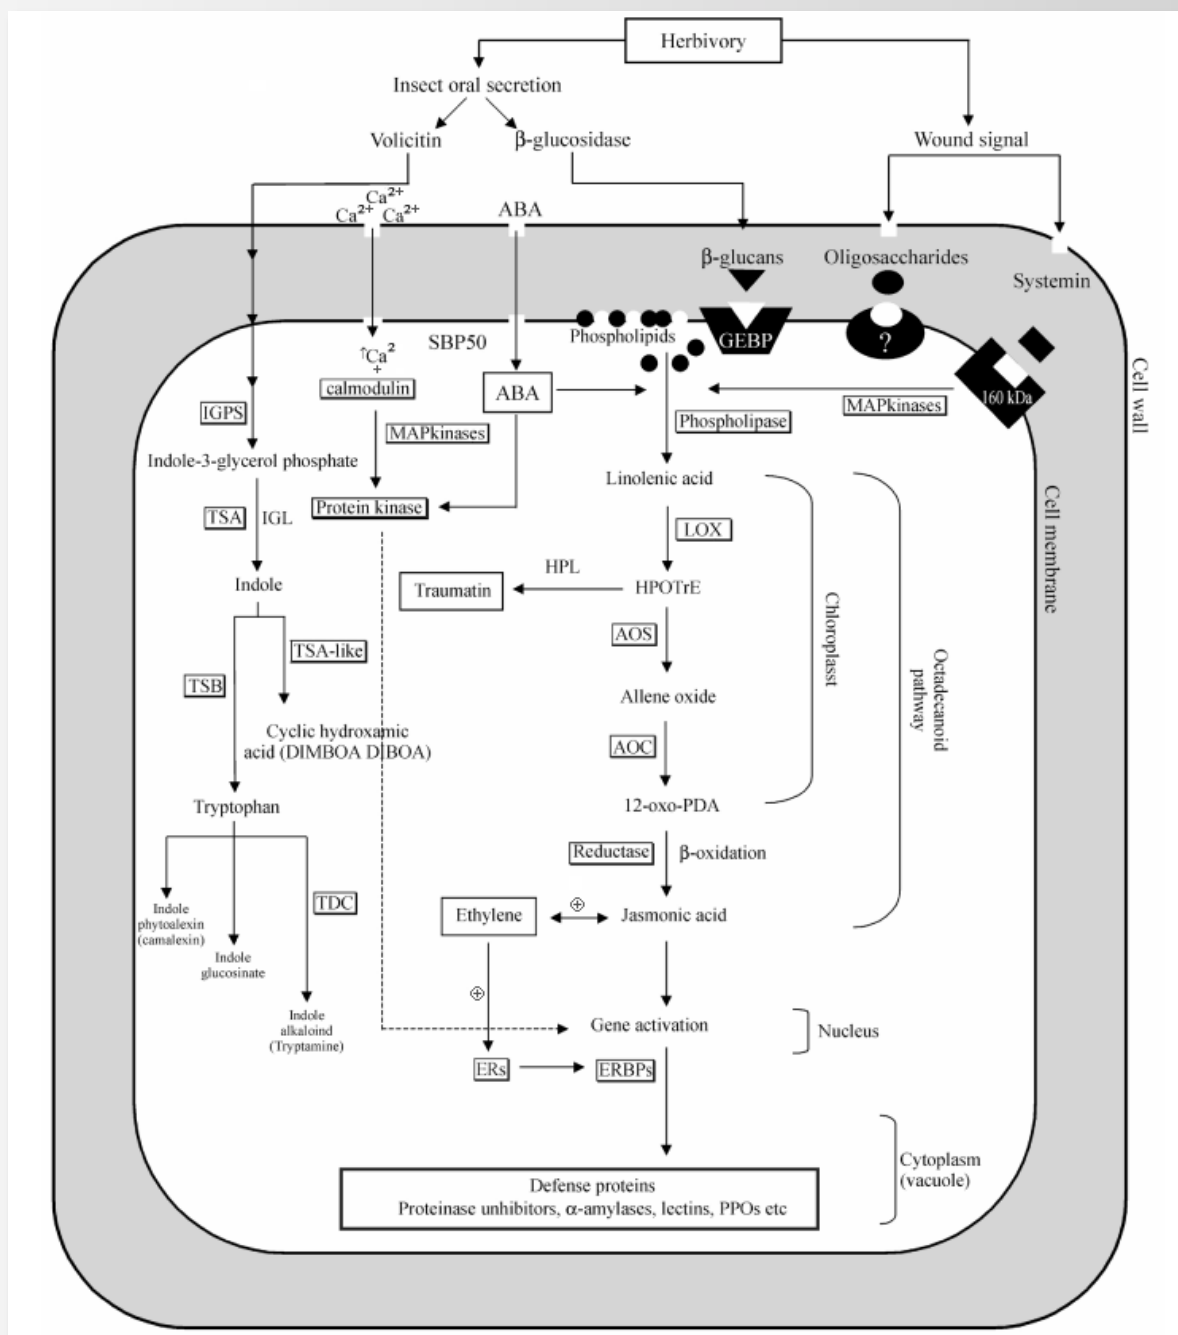 Herbivory
Insect oral secretion
Volicitin
β-glucosidase
Wound signal
Ca²⁺
Ca²⁺ Ca²⁺
ABA
β-glucans
Oligosaccharides
Systemin
SBP50
Phospholipids
GEBP
?
↑Ca²
+
calmodulin
ABA
160 kDa
MAPkinases
Cell wall
IGPS
MAPkinases
Phospholipase
Indole-3-glycerol phosphate
Linolenic acid
Cell membrane
Protein kinase
TSA
IGL
LOX
Indole
HPL
Traumatin
HPOTrE
Chloroplasst
TSA-like
AOS
Octadecanoid
pathway
TSB
Allene oxide
Cyclic hydroxamic
acid (DIMBOA DIBOA)
AOC
Tryptophan
12-oxo-PDA
Reductase
β-oxidation
TDC
Indole
phytoalexin
(camalexin)
Ethylene
Jasmonic acid
Indole
glucosinate
Indole
alkaloind
(Tryptamine)
Gene activation
Nucleus
ERs
ERBPs
Cytoplasm
(vacuole)
Defense proteins
Proteinase unhibitors, α-amylases, lectins, PPOs etc